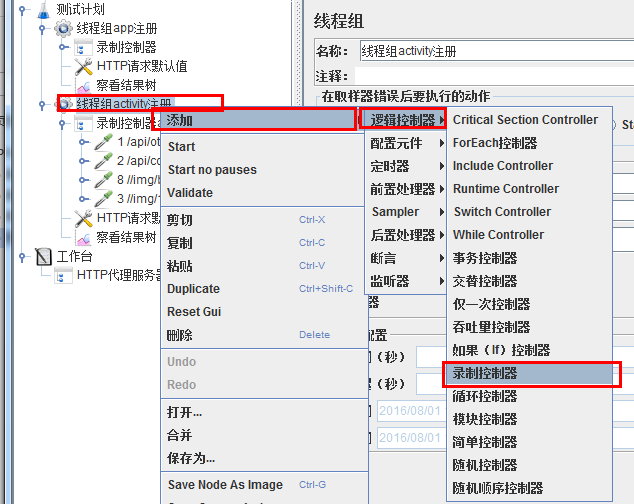 测试计划
线程组app注册
录制控制器
HTTP请求默认值
察看结果树
线程组activity注册
录制控制器
1 /api/ot
2 /api/co
8 //img/b
3 //img/
HTTP请求默认值
察看结果树
工作台
HTTP代理服务器
线程组
名称:
线程组activity注册
注释:
在取样器错误后要执行的动作
Sta
添加
Start
Start no pauses
Validate
剪切 Ctrl-X
复制 Ctrl-C
粘贴 Ctrl-V
Duplicate Ctrl+Shift-C
Reset Gui
删除 Delete
Undo
Redo
打开...
合并
保存为...
Save Node As Image Ctrl-G
逻辑控制器
配置元件
定时器
前置处理器
Sampler
后置处理器
断言
监听器
Critical Section Controller
ForEach控制器
Include Controller
Runtime Controller
Switch Controller
While Controller
事务控制器
交替控制器
仅一次控制器
吞吐量控制器
如果（If）控制器
录制控制器
循环控制器
模块控制器
简单控制器
随机控制器
随机顺序控制器
器
配置
（秒）
（秒）
2016/08/01
2016/08/01